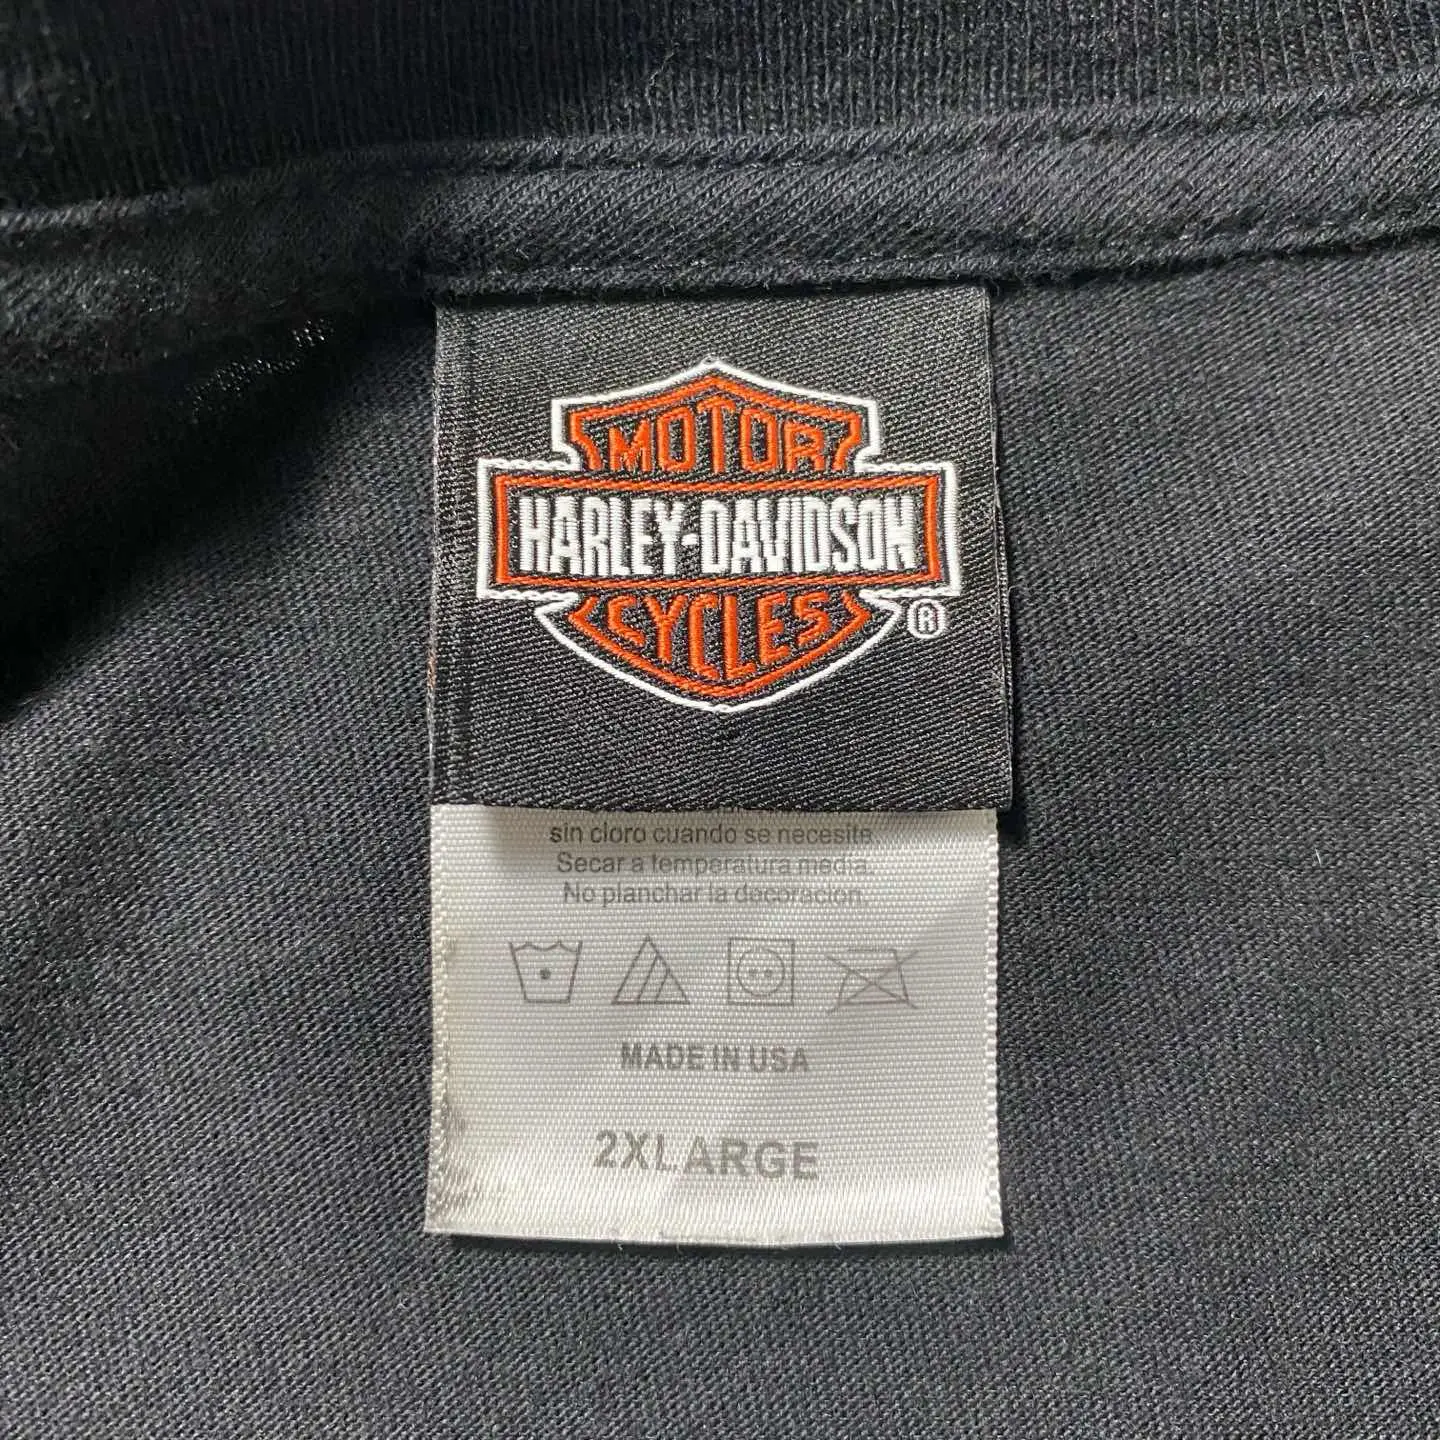 MOTOR
HARLEY-DAVIDSON
CYCLES
®
sin cloro cuando se necesite.
Secar a temperatura media.
No planchar la decoracion.
MADE IN USA
2XLARGE